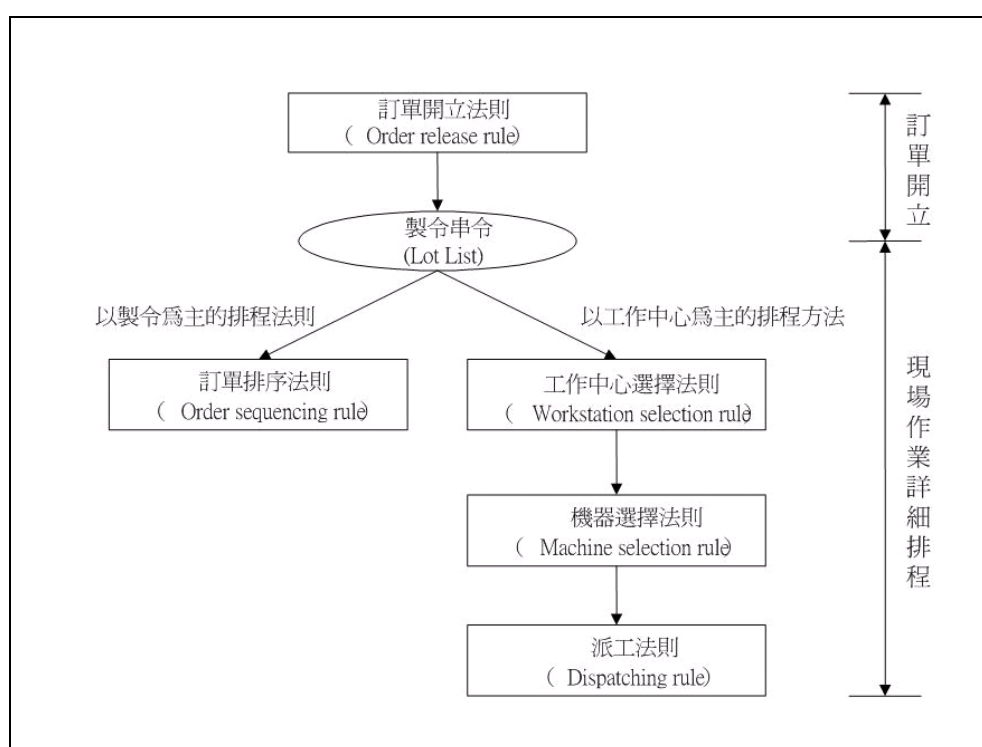 訂單開立法則
( Order release rule)
製令串令
(Lot List)
以製令為主的排程法則
以工作中心為主的排程方法
訂單排序法則
( Order sequencing rule)
工作中心選擇法則
( Workstation selection rule)
機器選擇法則
( Machine selection rule)
派工法則
( Dispatching rule)
訂單開立
現場作業詳細排程